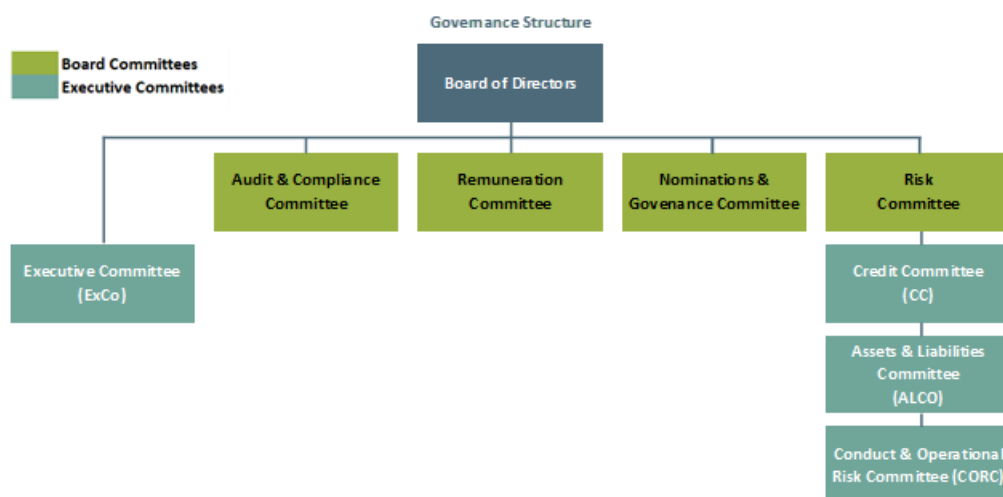 Governance Structure
Board Committees
Executive Committees
Board of Directors
Audit & Compliance
Committee
Remuneration
Committee
Nominations &
Govenance Committee
Risk
Committee
Executive Committee
(ExCo)
Credit Committee
(CC)
Assets & Liabilities
Committee
(ALCO)
Conduct & Operational
Risk Committee (CORC)